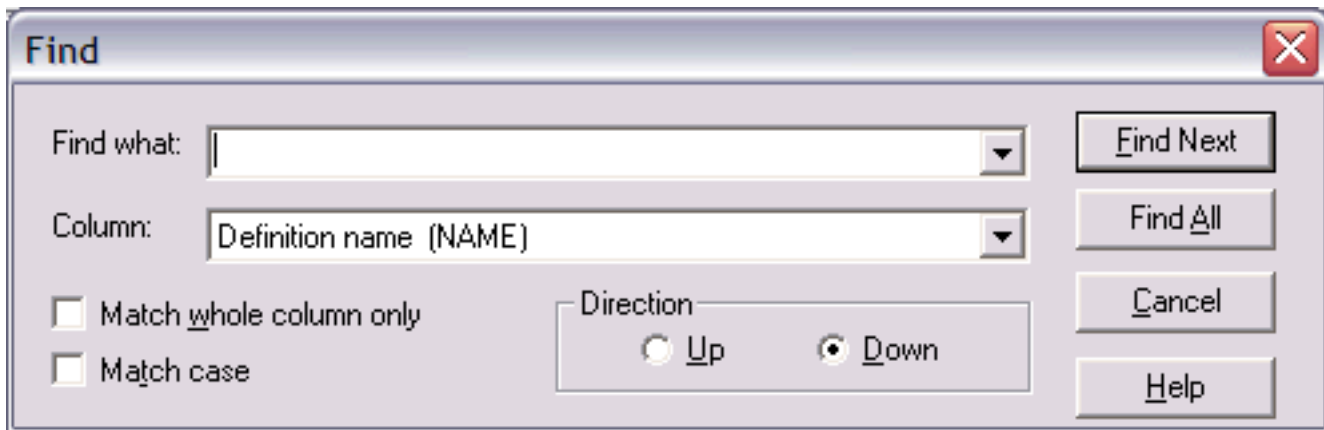 Find
Find what:
Find Next
Column:
Definition name (NAME)
Find All
Match whole column only
Direction
Cancel
Up
Down
Match case
Help